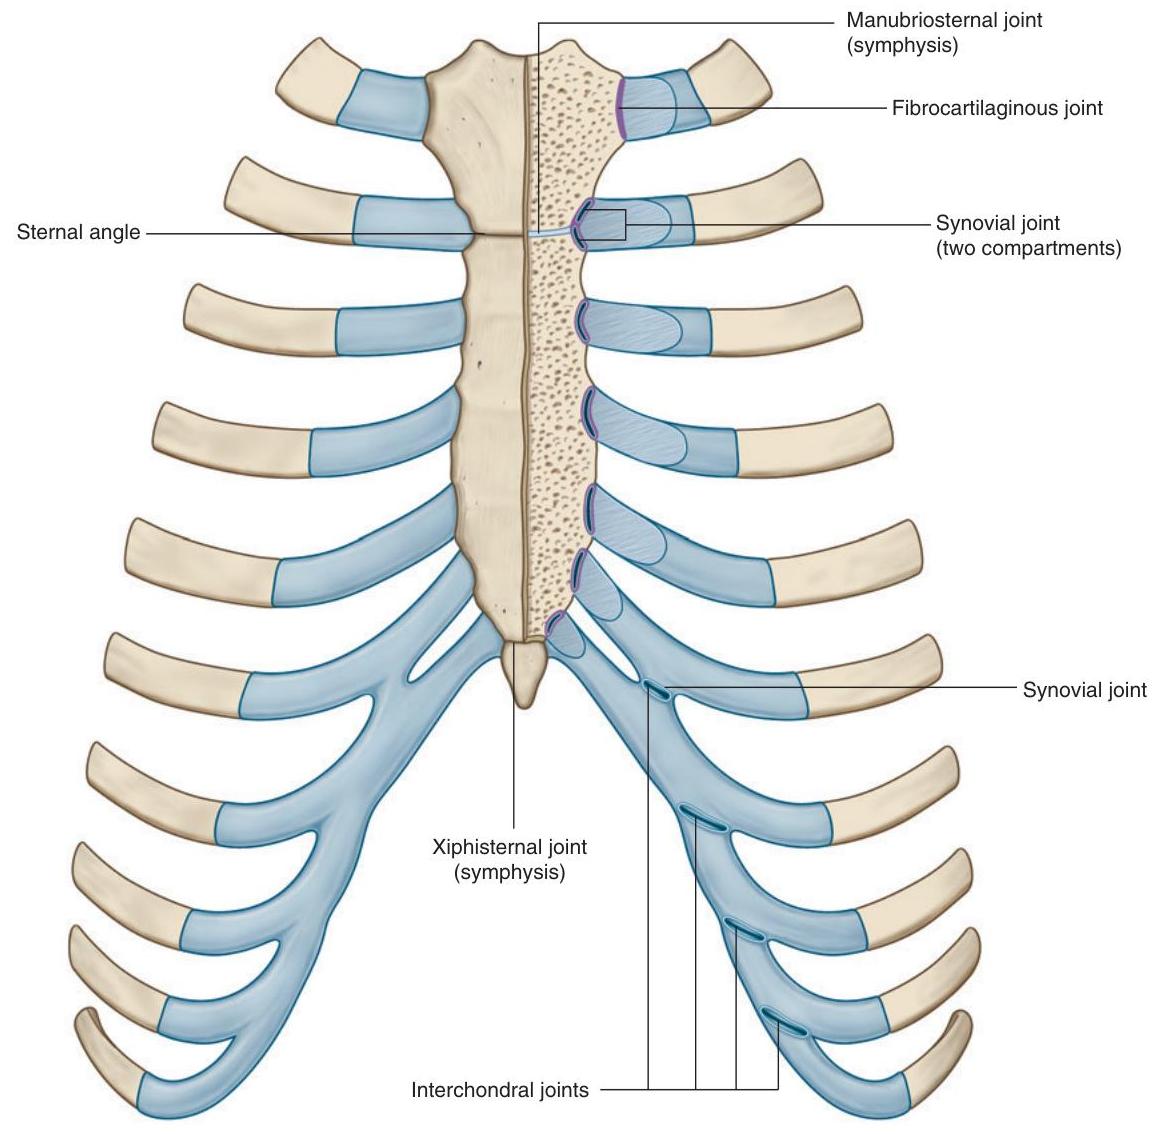 Manubriosternal joint
(symphysis)
Fibrocartilaginous joint
Sternal angle
Synovial joint
(two compartments)
Synovial joint
Xiphisternal joint
(symphysis)
Interchondral joints